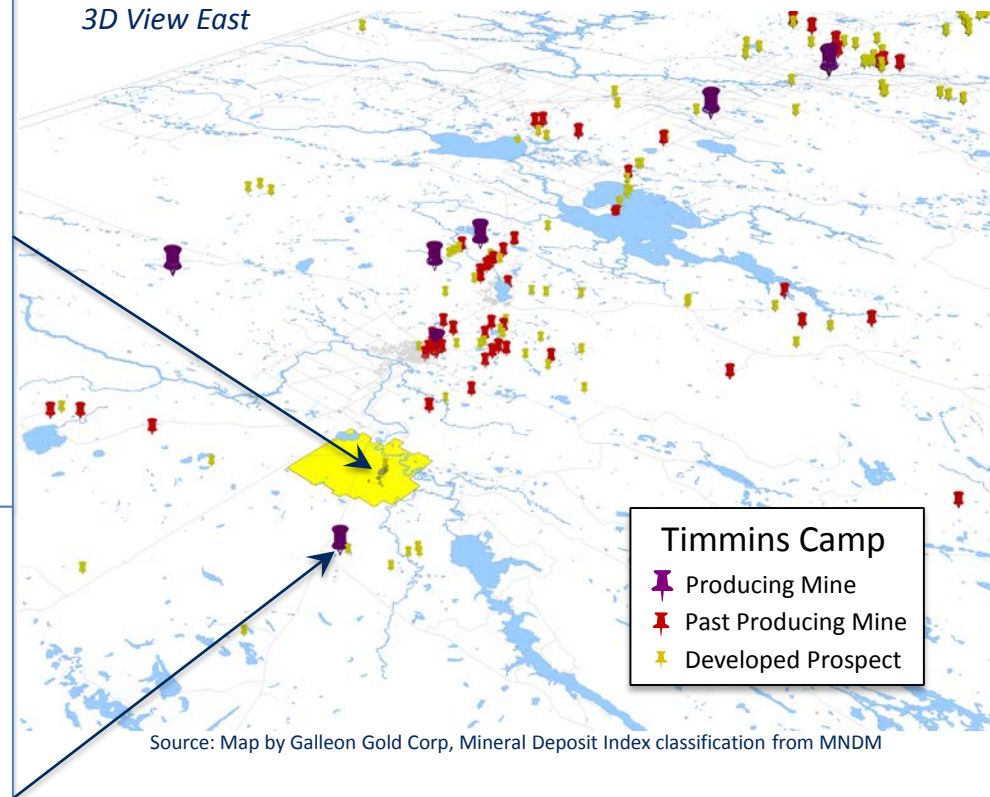 3D View East
Timmins Camp
Producing Mine
Past Producing Mine
Developed Prospect
Source: Map by Galleon Gold Corp, Mineral Deposit Index classification from MNDM